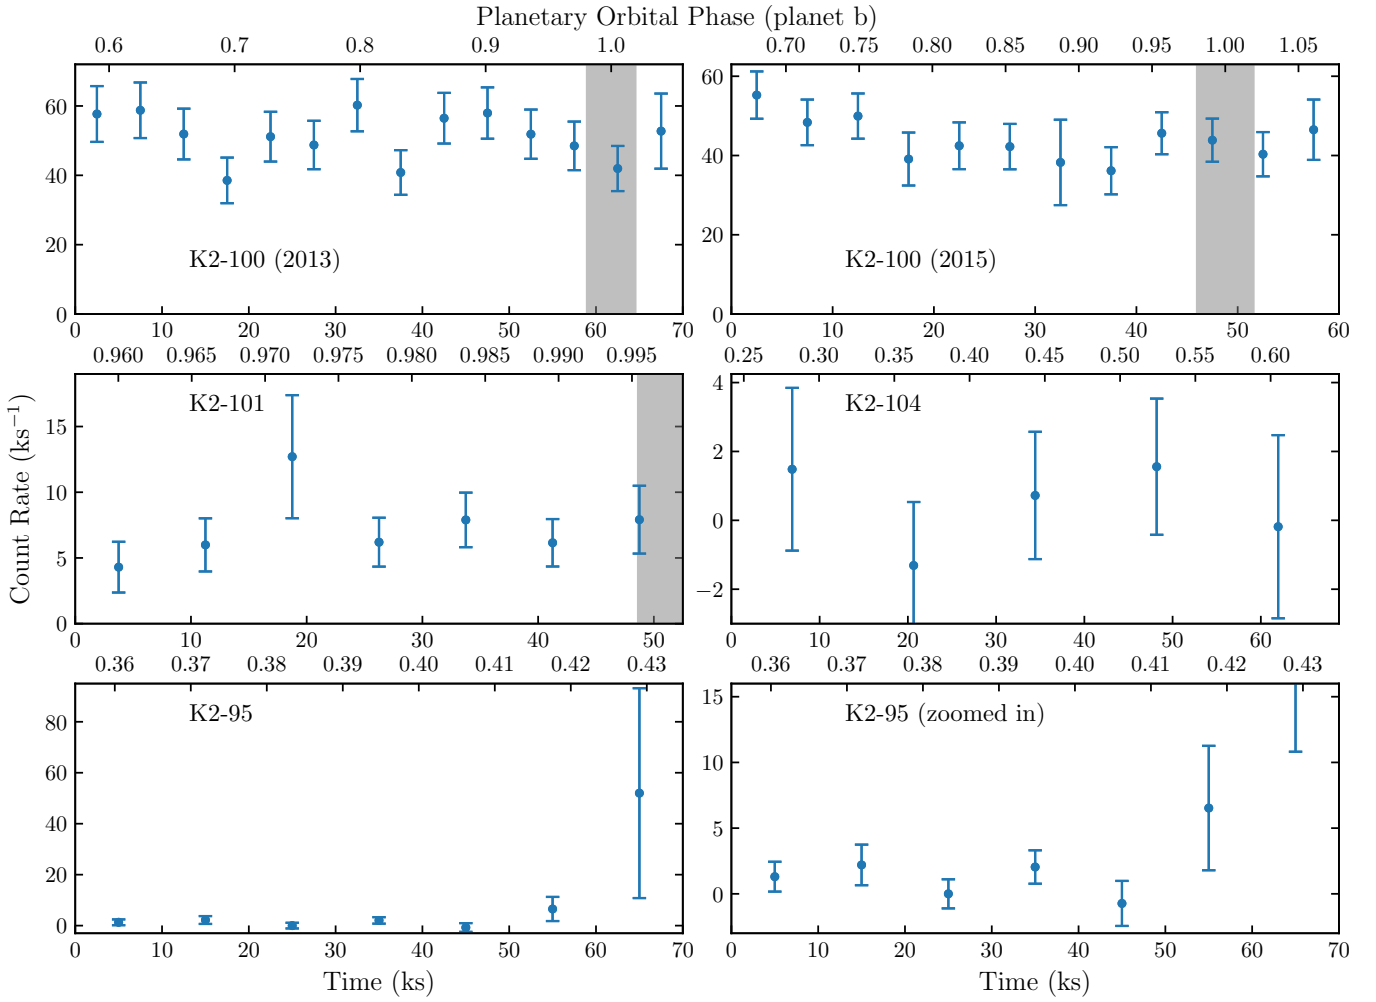 Planetary Orbital Phase (planet b)
0.6 0.7 0.8 0.9 1.0
0.70 0.75 0.80 0.85 0.90 0.95 1.00 1.05
60
40
20
0
K2-100 (2013)
0 10 20 30 40 50 60 70
60
40
20
0
K2-100 (2015)
0 10 20 30 40 50 60
0.960 0.965 0.970 0.975 0.980 0.985 0.990 0.995
0.25 0.30 0.35 0.40 0.45 0.50 0.55 0.60
Count Rate (ks⁻¹)
15
10
5
0
K2-101
0 10 20 30 40 50
4
2
0
−2
K2-104
0 10 20 30 40 50 60
0.36 0.37 0.38 0.39 0.40 0.41 0.42 0.43
0.36 0.37 0.38 0.39 0.40 0.41 0.42 0.43
80
60
40
20
0
K2-95
0 10 20 30 40 50 60 70
Time (ks)
15
10
5
0
K2-95 (zoomed in)
0 10 20 30 40 50 60 70
Time (ks)